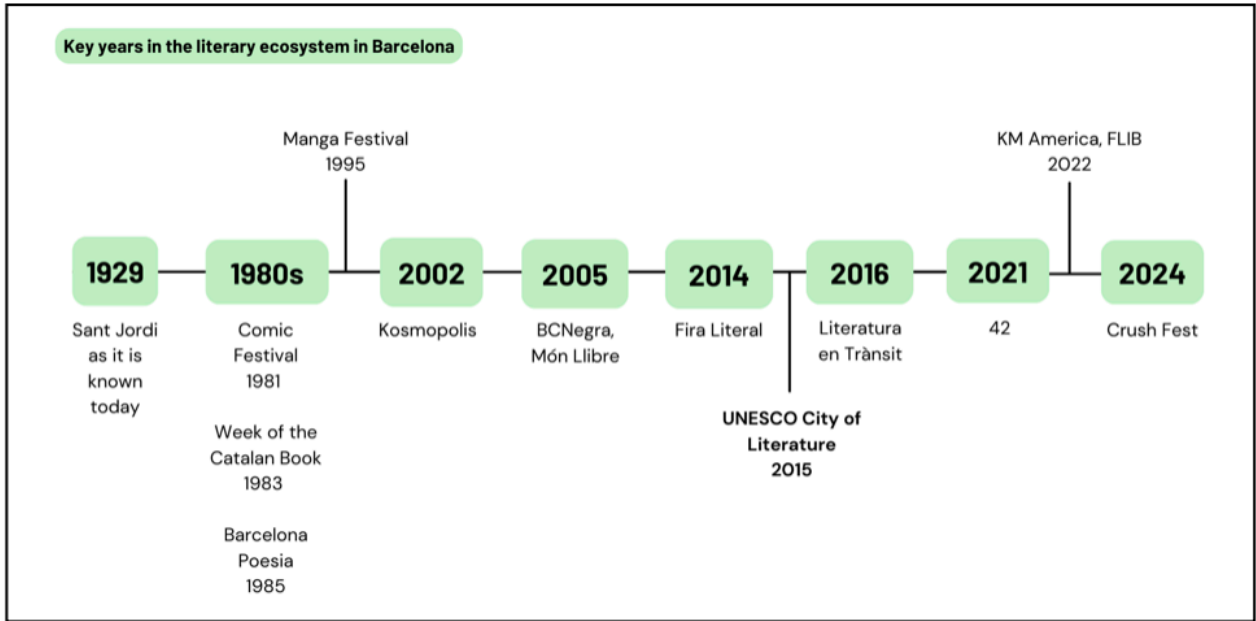 Key years in the literary ecosystem in Barcelona
Manga Festival
1995
KM America, FLIB
2022
1929
1980s
2002
2005
2014
2016
2021
2024
Sant Jordi
as it is
known
today
Comic
Festival
1981
Week of the
Catalan Book
1983
Barcelona
Poesia
1985
Kosmopolis
BCNegra,
Món Llibre
Fira Literal
UNESCO City of
Literature
2015
Literatura
en Trànsit
42
Crush Fest